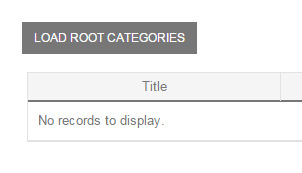 LOAD ROOT CATEGORIES
Title
No records to display.